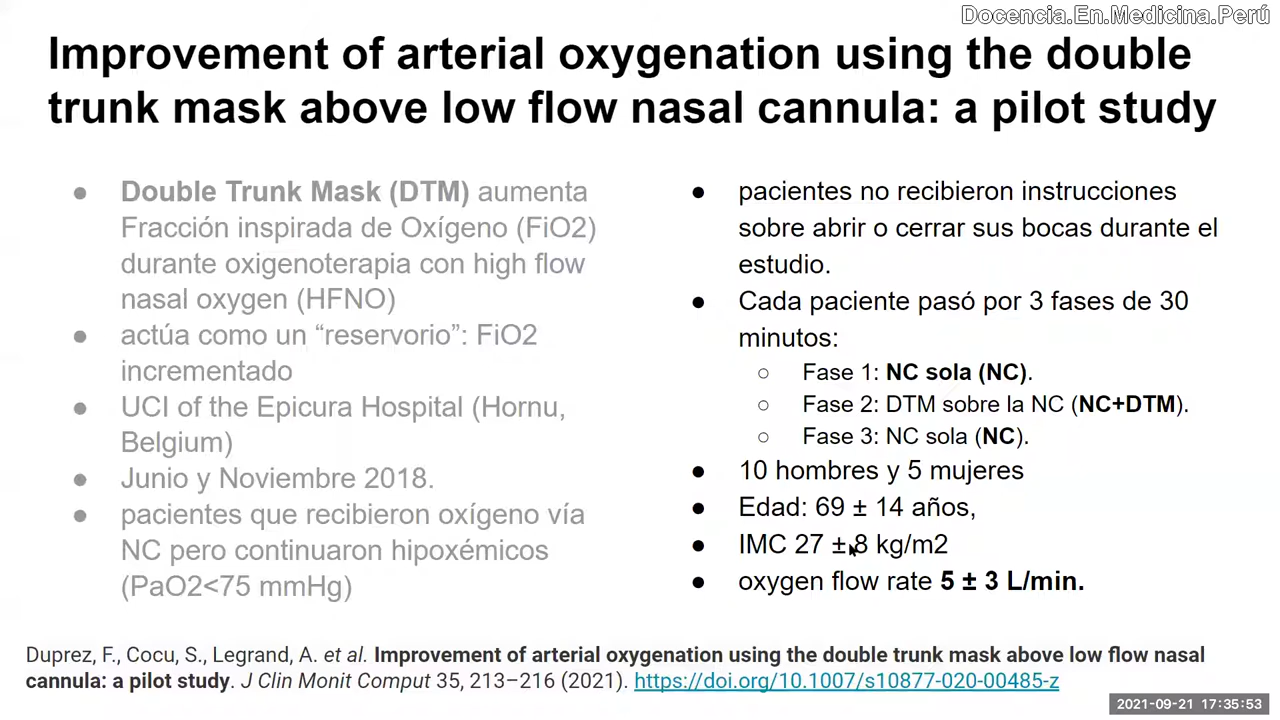 Docencia.En.Medicina.Perú
Improvement of arterial oxygenation using the double
trunk mask above low flow nasal cannula: a pilot study
● Double Trunk Mask (DTM) aumenta
Fracción inspirada de Oxígeno (FiO2)
durante oxigenoterapia con high flow
nasal oxygen (HFNO)
● actúa como un “reservorio”: FiO2
incrementado
● UCI of the Epicura Hospital (Hornu,
Belgium)
● Junio y Noviembre 2018.
● pacientes que recibieron oxígeno vía
NC pero continuaron hipoxémicos
(PaO2<75 mmHg)
● pacientes no recibieron instrucciones
sobre abrir o cerrar sus bocas durante el
estudio.
● Cada paciente pasó por 3 fases de 30
minutos:
○ Fase 1: NC sola (NC).
○ Fase 2: DTM sobre la NC (NC+DTM).
○ Fase 3: NC sola (NC).
● 10 hombres y 5 mujeres
● Edad: 69 ± 14 años,
● IMC 27 ± 8 kg/m2
● oxygen flow rate 5 ± 3 L/min.
Duprez, F., Cocu, S., Legrand, A. et al. Improvement of arterial oxygenation using the double trunk mask above low flow nasal
cannula: a pilot study. J Clin Monit Comput 35, 213–216 (2021). https://doi.org/10.1007/s10877-020-00485-z
2021-09-21 17:35:53